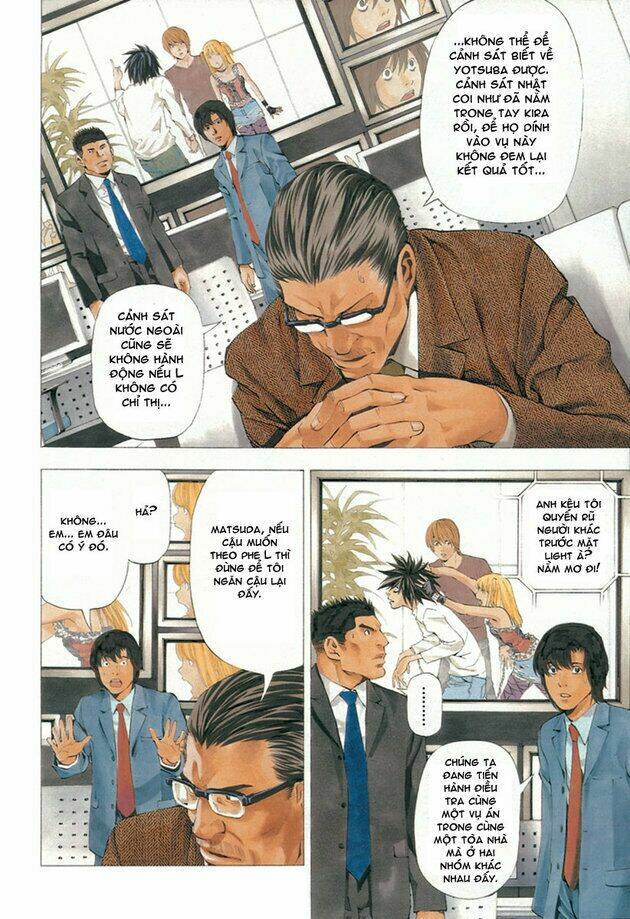 ...KHÔNG THỂ ĐỂ
CẢNH SÁT BIẾT VỀ
YOTSUBA ĐƯỢC.
CẢNH SÁT NHẬT
COI NHƯ ĐÃ NẰM
TRONG TAY KIRA
RỒI, ĐỂ HỌ DÍNH
VÀO VỤ NÀY
KHÔNG ĐEM LẠI
KẾT QUẢ TỐT...
CẢNH SÁT
NƯỚC NGOÀI
CŨNG SẼ
KHÔNG HÀNH
ĐỘNG NẾU L
KHÔNG CÓ
CHỈ THỊ...
ANH KÊU TÔI
QUYẾN RŨ
NGƯỜI KHÁC
TRƯỚC MẶT
LIGHT À?
NẰM MƠ ĐI!
......
CHÚNG TA
ĐANG TIẾN
HÀNH ĐIỀU
TRA CÙNG
MỘT VỤ ÁN
TRONG CÙNG
MỘT TÒA NHÀ
MÀ Ở HAI
NHÓM KHÁC
NHAU ĐẤY.
MATSUDA, NẾU
CẬU MUỐN
THEO PHE L THÌ
ĐỪNG ĐỂ TÔI
NGĂN CẬU LẠI
ĐẤY.
HẢ?
KHÔNG...
EM... EM ĐÂU
CÓ Ý ĐÓ.